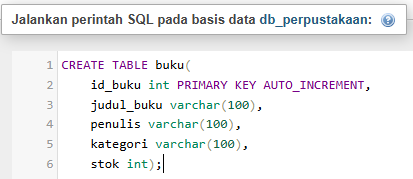 Jalankan perintah SQL pada basis data db_perpustakaan:
1 CREATE TABLE buku(
2 id_buku int PRIMARY KEY AUTO_INCREMENT,
3 judul_buku varchar(100),
4 penulis varchar(100),
5 kategori varchar(100),
6 stok int);